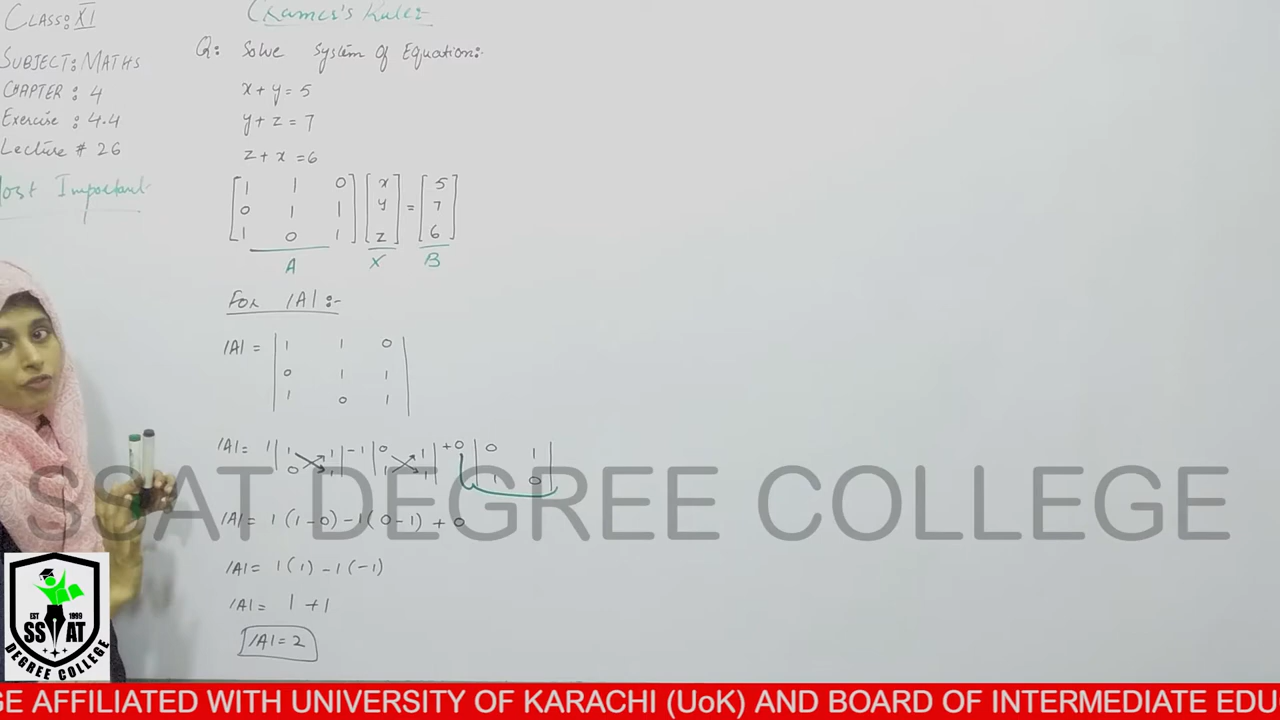 CLASS: XI
SUBJECT: MATHS
CHAPTER : 4
Exercise : 4.4
Lecture # 26
Most Important
Cramer's Rule:
Q: Solve System of Equation:-
x + y = 5
y + z = 7
z + x = 6
[1 1 0] [x] = [5]
[0 1 1] [y] = [7]
[1 0 1] [z] = [6]
A X B
For |A| :-
|A| = | 1 1 0 |
| 0 1 1 |
| 1 0 1 |
|A| = 1 | 1 1 | - 1 | 0 1 | + 0 | 0 1 |
| 0 1 | | 1 1 | | 1 0 |
|A| = 1 (1 - 0) - 1 (0 - 1) + 0
|A| = 1 (1) - 1 (-1)
|A| = 1 + 1
|A| = 2
SSAT DEGREE COLLEGE
EST 1999
SSAT
DEGREE COLLEGE
GE AFFILIATED WITH UNIVERSITY OF KARACHI (UoK) AND BOARD OF INTERMEDIATE EDU